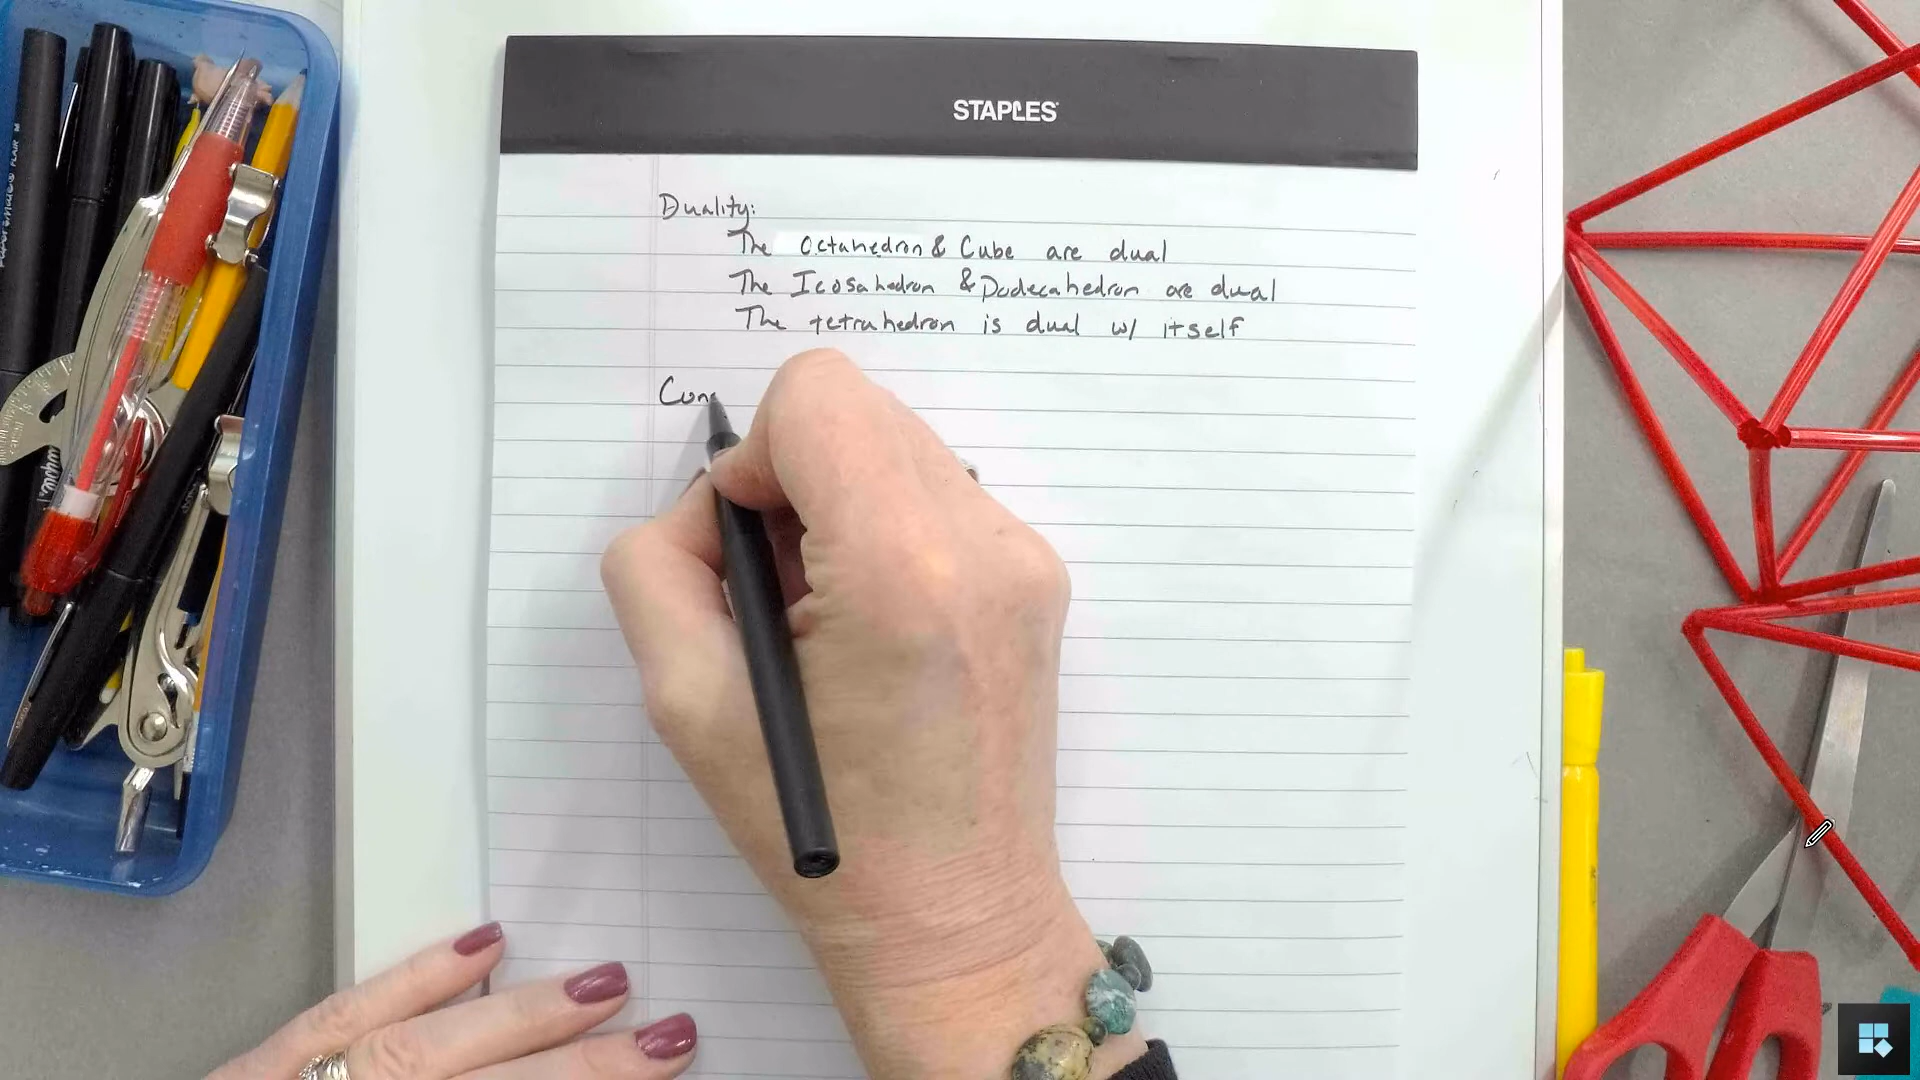 STAPLES
Duality:
The Octahedron & Cube are dual
The Icosahedron & Dodecahedron are dual
The tetrahedron is dual w/ itself
Con